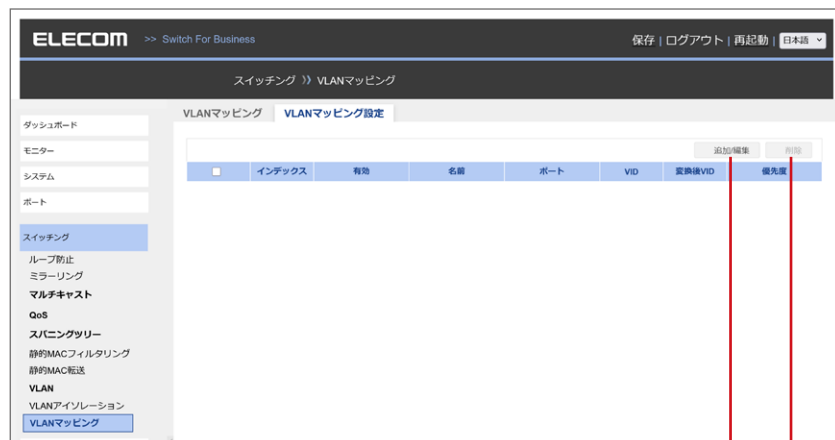 ELECOM >> Switch For Business 保存 | ログアウト | 再起動 | 日本語
スイッチング 》 VLANマッピング
VLANマッピング VLANマッピング設定
ダッシュボード
モニター
システム
ポート
スイッチング
ループ防止
ミラーリング
マルチキャスト
QoS
スパニングツリー
静的MACフィルタリング
静的MAC転送
VLAN
VLANアイソレーション
VLANマッピング
追加/編集 削除
インデックス 有効 名前 ポート VID 変換後VID 優先度